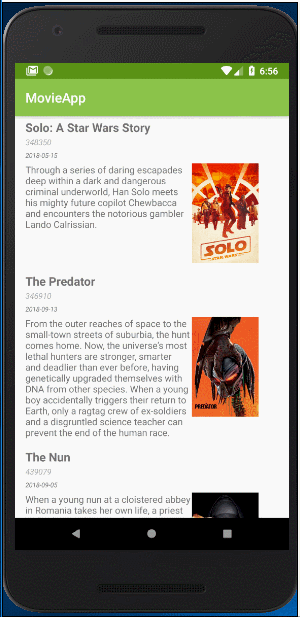 6:56
MovieApp
Solo: A Star Wars Story
348350
2018-05-15
Through a series of daring escapades
deep within a dark and dangerous
criminal underworld, Han Solo meets
his mighty future copilot Chewbacca
and encounters the notorious gambler
Lando Calrissian.
SOLO
The Predator
346910
2018-09-13
From the outer reaches of space to the
small-town streets of suburbia, the hunt
comes home. Now, the universe's most
lethal hunters are stronger, smarter
and deadlier than ever before, having
genetically upgraded themselves with
DNA from other species. When a young
boy accidentally triggers their return to
Earth, only a ragtag crew of ex-soldiers
and a disgruntled science teacher can
prevent the end of the human race.
PREDATOR
The Nun
439079
2018-09-05
When a young nun at a cloistered abbey
in Romania takes her own life, a priest